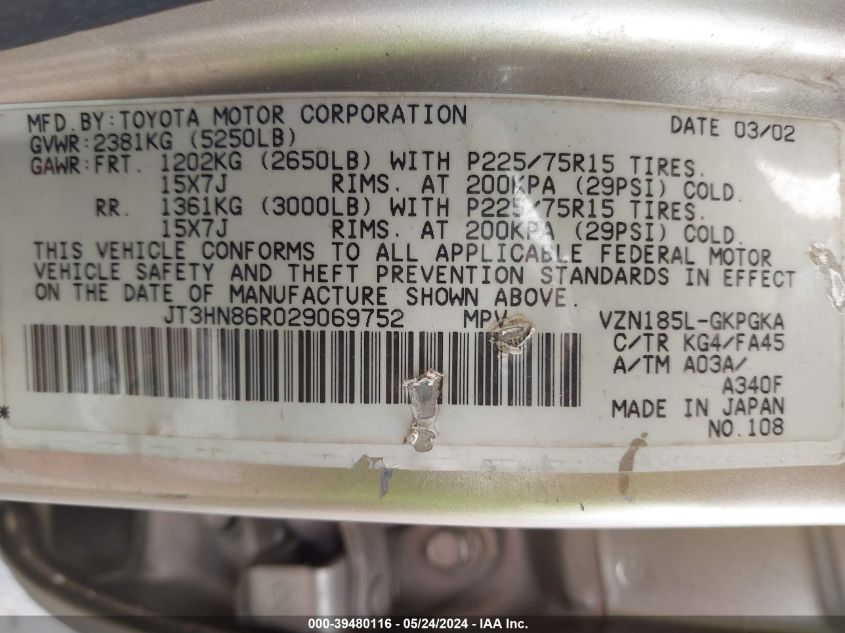 MFD.BY:TOYOTA MOTOR CORPORATION DATE 03/02
GVWR:2381KG (5250LB)
GAWR:FRT. 1202KG (2650LB) WITH P225/75R15 TIRES.
15X7J RIMS. AT 200KPA (29PSI) COLD.
RR. 1361KG (3000LB) WITH P225/75R15 TIRES.
15X7J RIMS. AT 200KPA (29PSI) COLD.
THIS VEHICLE CONFORMS TO ALL APPLICABLE FEDERAL MOTOR
VEHICLE SAFETY AND THEFT PREVENTION STANDARDS IN EFFECT
ON THE DATE OF MANUFACTURE SHOWN ABOVE.
JT3HN86R029069752 MPV VZN185L-GKPGKA
C/TR KG4/FA45
A/TM A03A/
A340F
* MADE IN JAPAN
NO.108
000-39480116 - 05/24/2024 - IAA Inc.